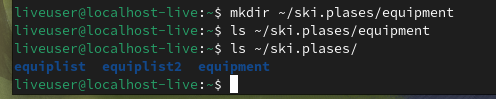 liveuser@localhost-live:~$ mkdir ~/ski.plases/equipment
liveuser@localhost-live:~$ ls ~/ski.plases/equipment
liveuser@localhost-live:~$ ls ~/ski.plases/
equiplist  equiplist2  equipment
liveuser@localhost-live:~$